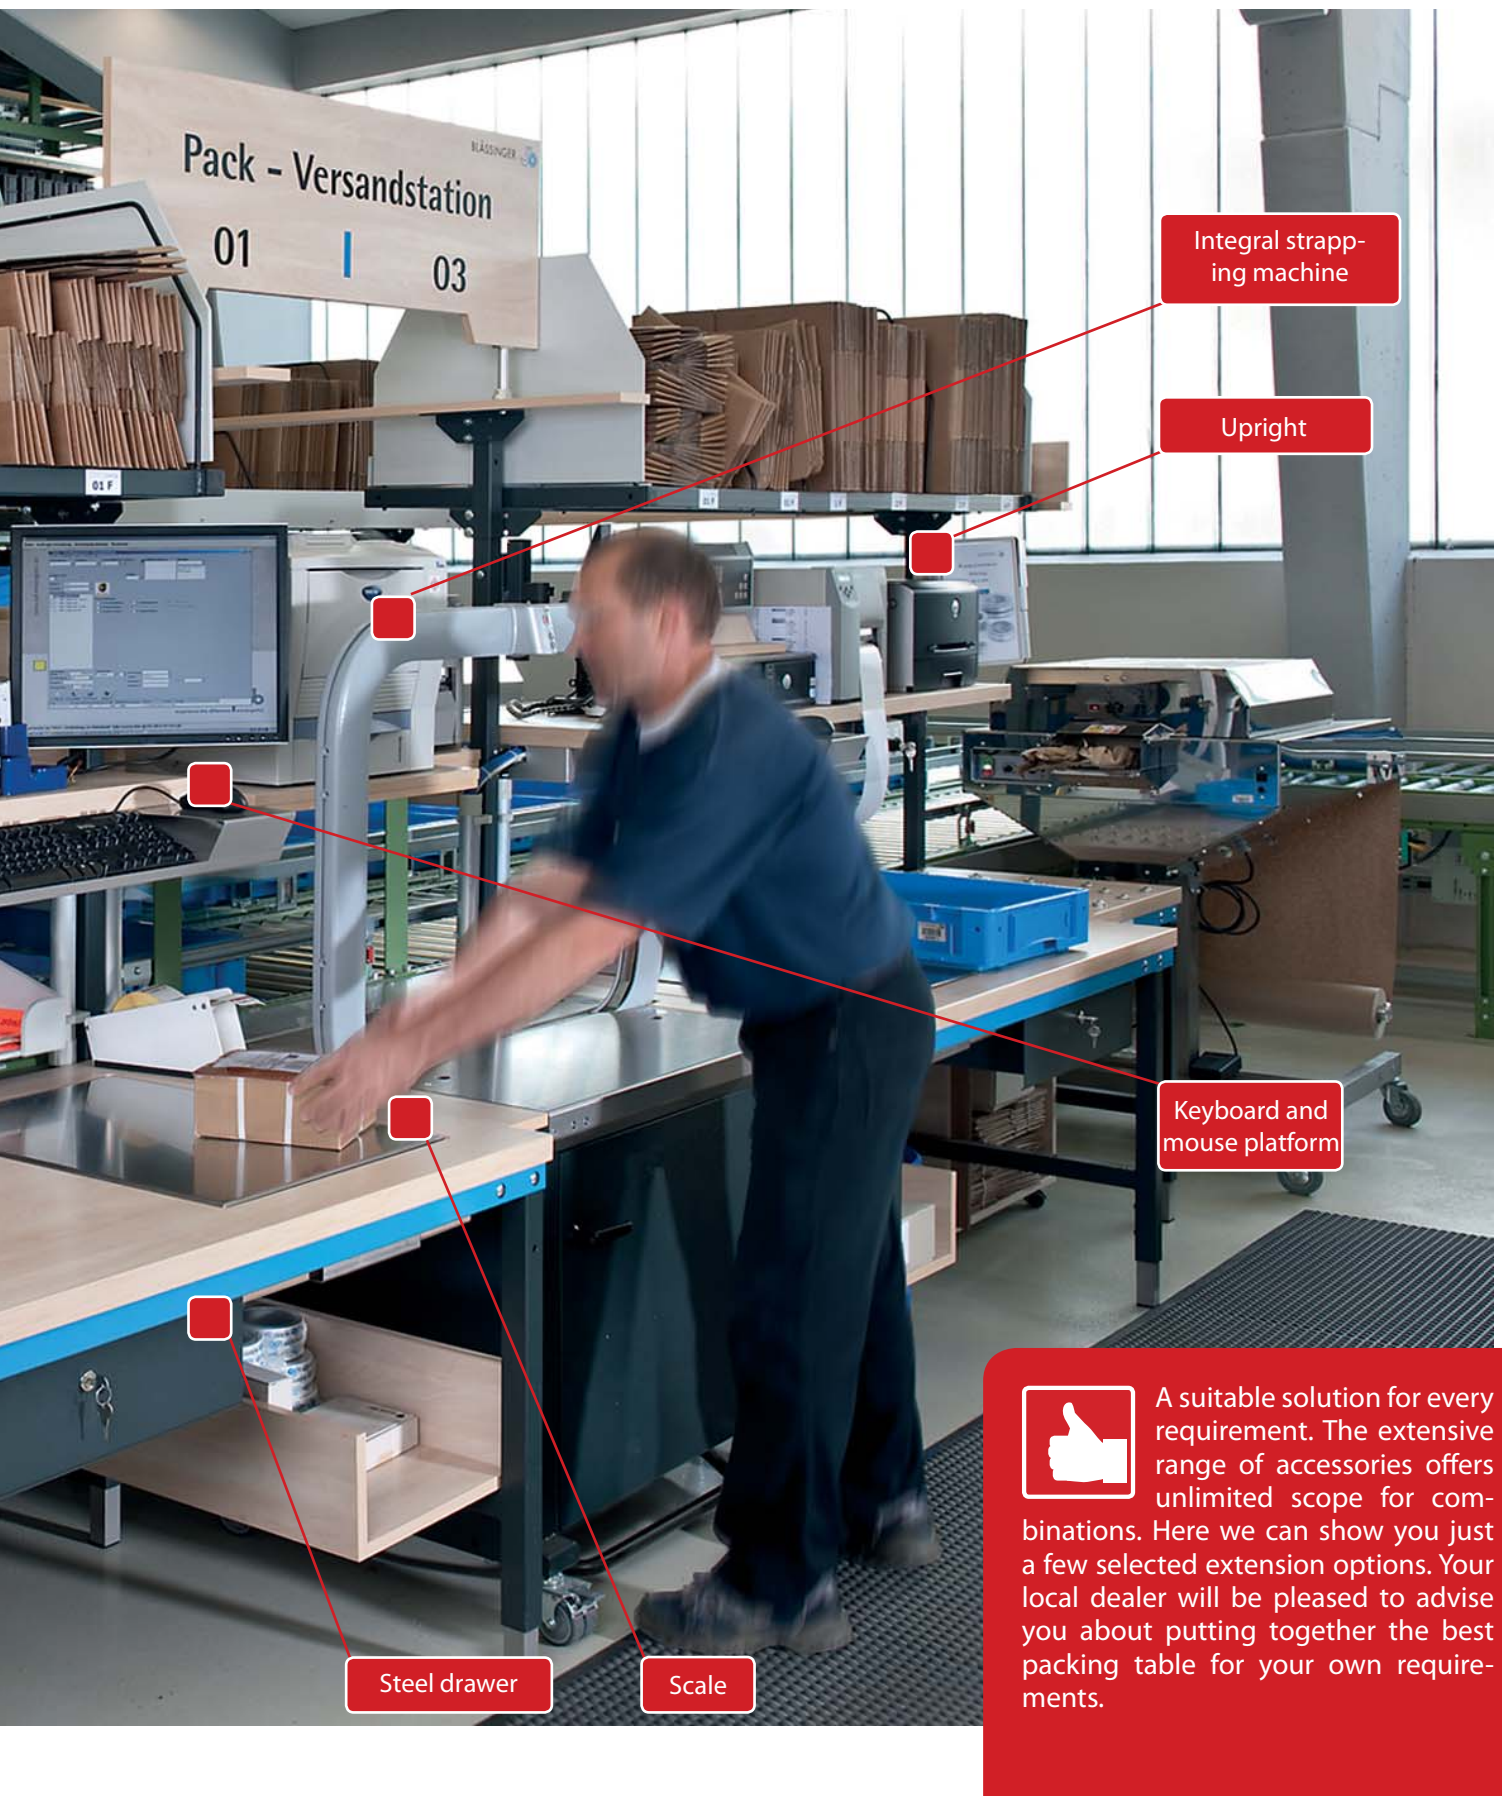 BLÄSSINGER
Pack - Versandstation
01 | 03
Integral strapp-
ing machine
Upright
01 F
Keyboard and
mouse platform
A suitable solution for every
requirement. The extensive
range of accessories offers
unlimited scope for com-
binations. Here we can show you just
a few selected extension options. Your
local dealer will be pleased to advise
you about putting together the best
packing table for your own require-
ments.
Steel drawer
Scale